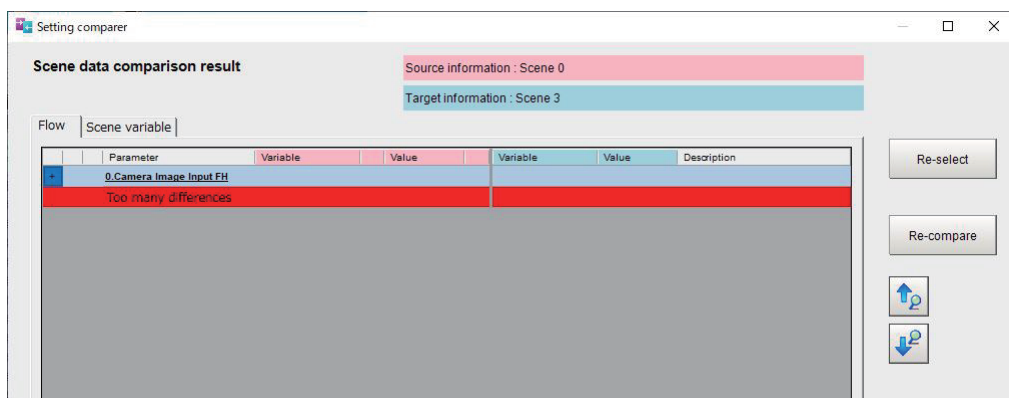 Setting comparer
Scene data comparison result
Source information : Scene 0
Target information : Scene 3
Flow
Scene variable
Parameter Variable Value Variable Value Description
+ 0.Camera Image Input FH
Too many differences
Re-select
Re-compare